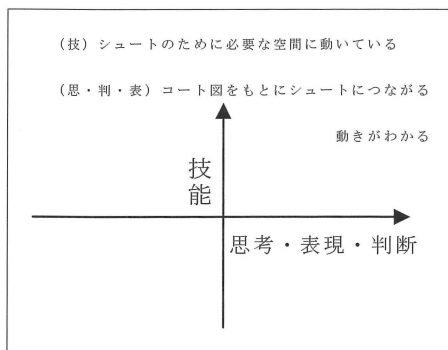 (技)シュートのために必要な空間に動いている
(思・判・表)コート図をもとにシュートにつながる
動きがわかる
技能
思考・表現・判断